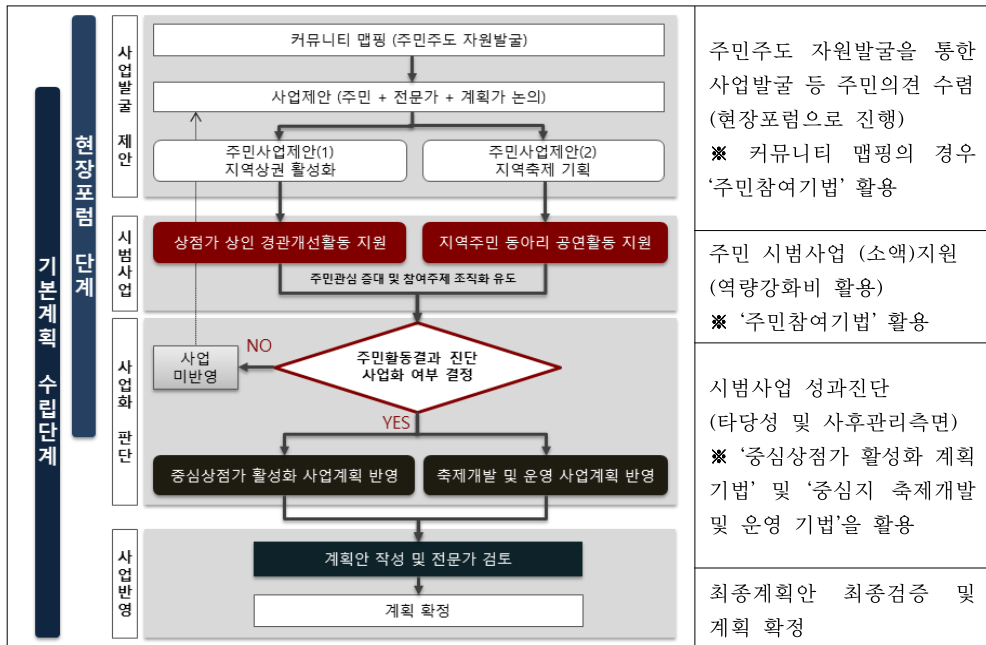 기본계획 수립단계
현장포럼 단계
사업발굴 제안
커뮤니티 맵핑 (주민주도 자원발굴)
사업제안 (주민 + 전문가 + 계획가 논의)
주민사업제안(1)
지역상권 활성화
주민사업제안(2)
지역축제 기획
주민주도 자원발굴을 통한
사업발굴 등 주민의견 수렴
(현장포럼으로 진행)
※ 커뮤니티 맵핑의 경우
‘주민참여기법’ 활용
시범사업
상점가 상인 경관개선활동 지원
지역주민 동아리 공연활동 지원
주민관심 증대 및 참여주제 조직화 유도
주민 시범사업 (소액)지원
(역량강화비 활용)
※ ‘주민참여기법’ 활용
사업화 판단
주민활동결과 진단
사업화 여부 결정
NO
사업
미반영
YES
중심상점가 활성화 사업계획 반영
축제개발 및 운영 사업계획 반영
시범사업 성과진단
(타당성 및 사후관리측면)
※ ‘중심상점가 활성화 계획
기법’ 및 ‘중심지 축제개발
및 운영 기법’을 활용
사업반영
계획안 작성 및 전문가 검토
계획 확정
최종계획안 최종검증 및
계획 확정